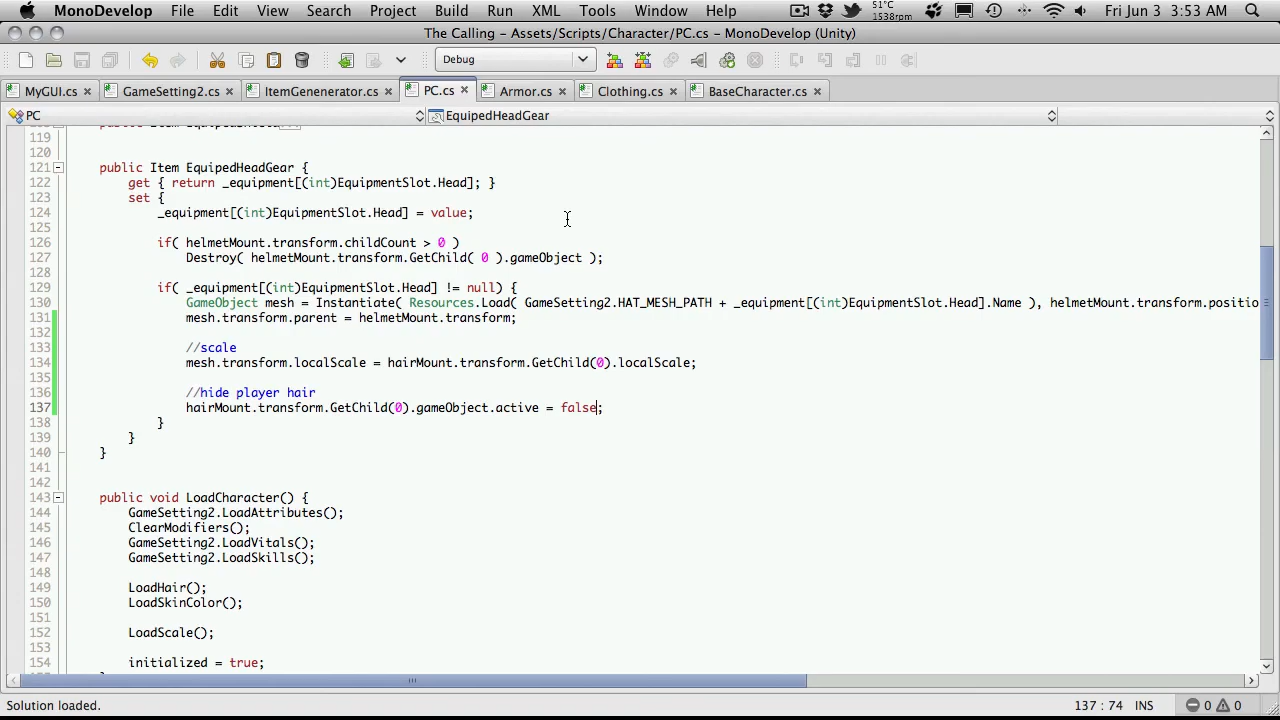 MonoDevelop File Edit View Search Project Build Run XML Tools Window Help 51°C 1538rpm Fri Jun 3 3:53 AM
The Calling - Assets/Scripts/Character/PC.cs - MonoDevelop (Unity)
Debug
MyGUI.cs GameSetting2.cs ItemGenenerator.cs PC.cs Armor.cs Clothing.cs BaseCharacter.cs
PC EquipedHeadGear
119
120
121 public Item EquipedHeadGear {
122 get { return _equipment[(int)EquipmentSlot.Head]; }
123 set {
124 _equipment[(int)EquipmentSlot.Head] = value;
125
126 if( helmetMount.transform.childCount > 0 )
127 Destroy( helmetMount.transform.GetChild( 0 ).gameObject );
128
129 if( _equipment[(int)EquipmentSlot.Head] != null) {
130 GameObject mesh = Instantiate( Resources.Load( GameSetting2.HAT_MESH_PATH + _equipment[(int)EquipmentSlot.Head].Name ), helmetMount.transform.positio
131 mesh.transform.parent = helmetMount.transform;
132
133 //scale
134 mesh.transform.localScale = hairMount.transform.GetChild(0).localScale;
135
136 //hide player hair
137 hairMount.transform.GetChild(0).gameObject.active = false;
138 }
139 }
140 }
141
142
143 public void LoadCharacter() {
144 GameSetting2.LoadAttributes();
145 ClearModifiers();
146 GameSetting2.LoadVitals();
147 GameSetting2.LoadSkills();
148
149 LoadHair();
150 LoadSkinColor();
151
152 LoadScale();
153
154 initialized = true;
Solution loaded. 137 : 74 INS 0 0